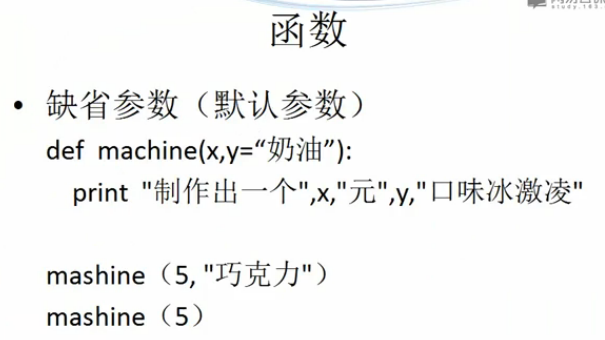 函数
• 缺省参数（默认参数）
def machine(x,y=“奶油”):
print "制作出一个",x,"元",y,"口味冰激凌"
mashine（5, "巧克力"）
mashine（5）